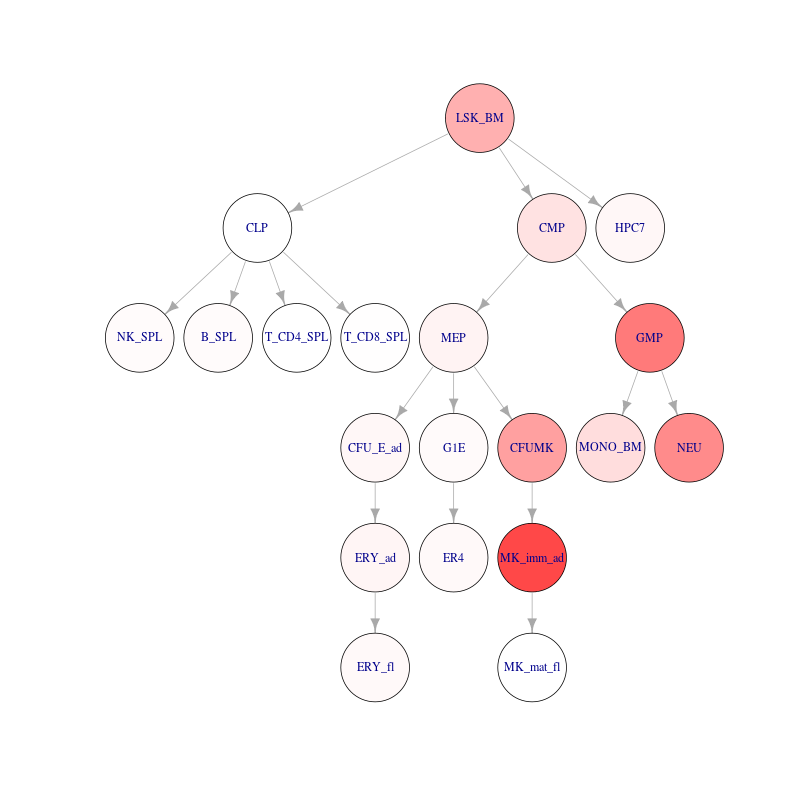 LSK_BM
CLP
CMP
HPC7
NK_SPL
B_SPL
T_CD4_SPL
T_CD8_SPL
MEP
GMP
CFU_E_ad
G1E
CFUMK
MONO_BM
NEU
ERY_ad
ER4
MK_imm_ad
ERY_fl
MK_mat_fl